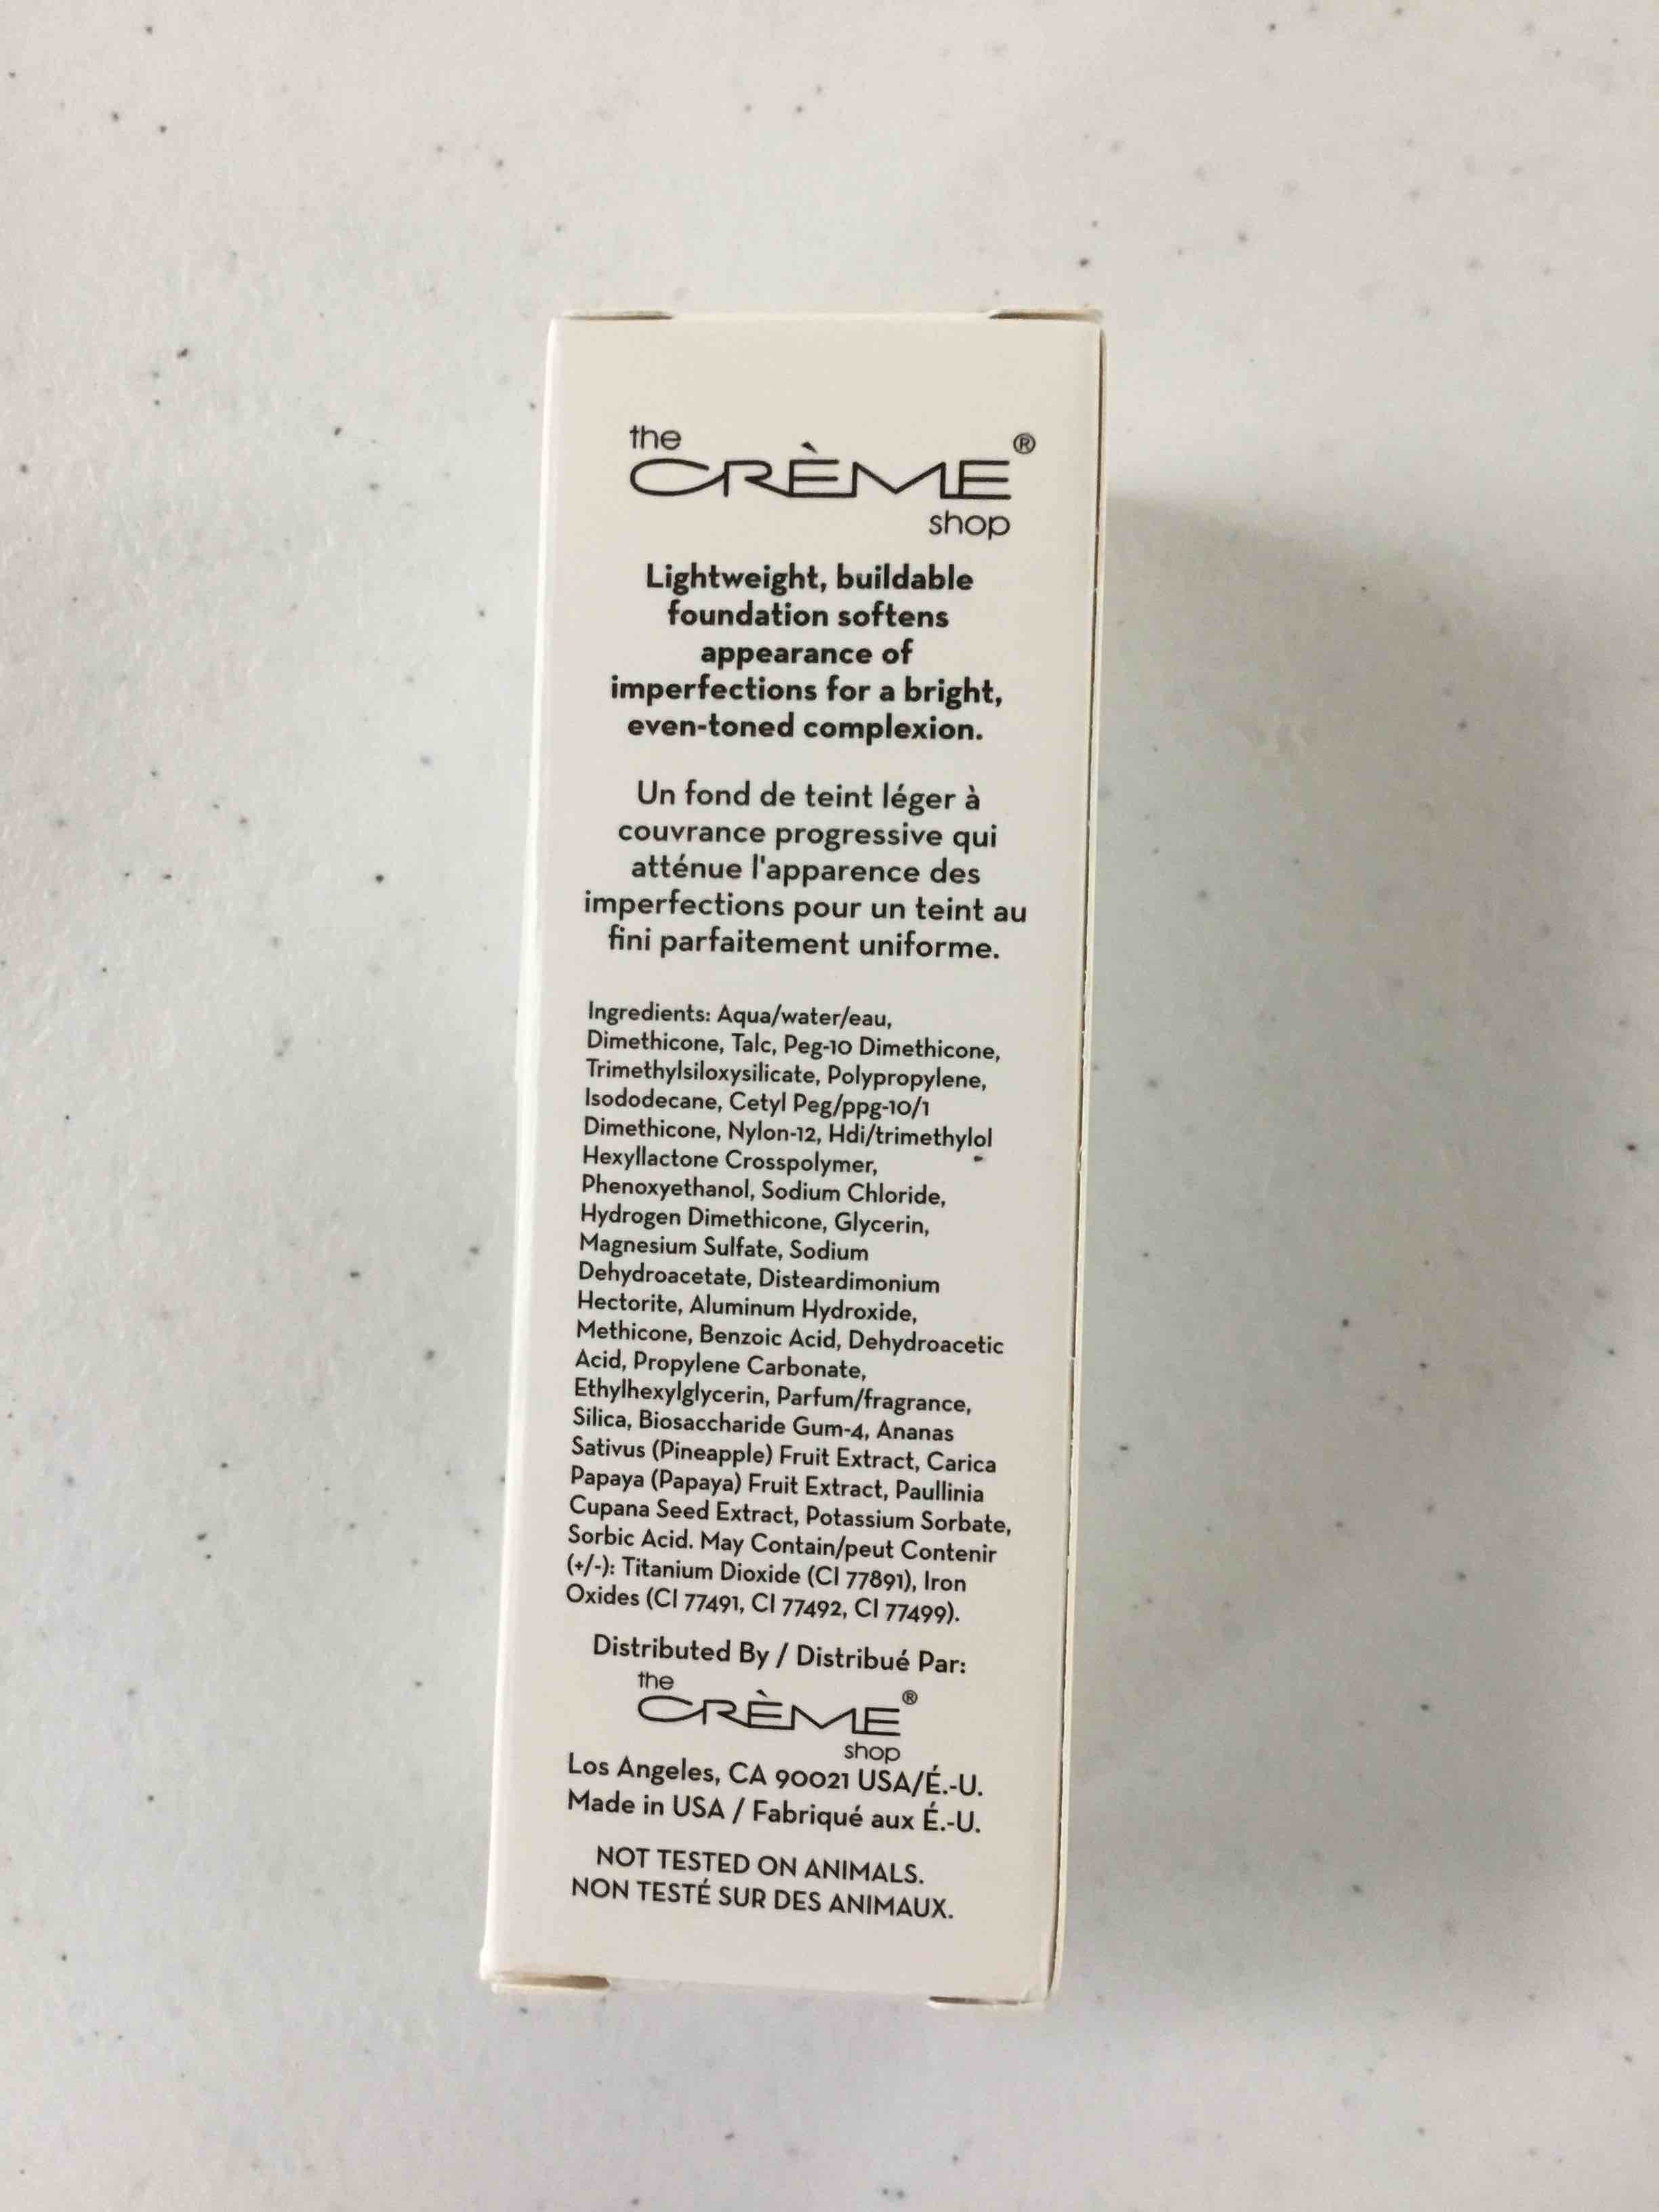 the
CRÈME®
shop
Lightweight, buildable
foundation softens
appearance of
imperfections for a bright,
even-toned complexion.
Un fond de teint léger à
couvrance progressive qui
atténue l'apparence des
imperfections pour un teint au
fini parfaitement uniforme.
Ingredients: Aqua/water/eau,
Dimethicone, Talc, Peg-10 Dimethicone,
Trimethylsiloxysilicate, Polypropylene,
Isododecane, Cetyl Peg/ppg-10/1
Dimethicone, Nylon-12, Hdi/trimethylol
Hexyllactone Crosspolymer,
Phenoxyethanol, Sodium Chloride,
Hydrogen Dimethicone, Glycerin,
Magnesium Sulfate, Sodium
Dehydroacetate, Disteardimonium
Hectorite, Aluminum Hydroxide,
Methicone, Benzoic Acid, Dehydroacetic
Acid, Propylene Carbonate,
Ethylhexylglycerin, Parfum/fragrance,
Silica, Biosaccharide Gum-4, Ananas
Sativus (Pineapple) Fruit Extract, Carica
Papaya (Papaya) Fruit Extract, Paullinia
Cupana Seed Extract, Potassium Sorbate,
Sorbic Acid. May Contain/peut Contenir
(+/-): Titanium Dioxide (CI 77891), Iron
Oxides (CI 77491, CI 77492, CI 77499).
Distributed By / Distribué Par:
the
CRÈME®
shop
Los Angeles, CA 90021 USA/É.-U.
Made in USA / Fabriqué aux É.-U.
NOT TESTED ON ANIMALS.
NON TESTÉ SUR DES ANIMAUX.